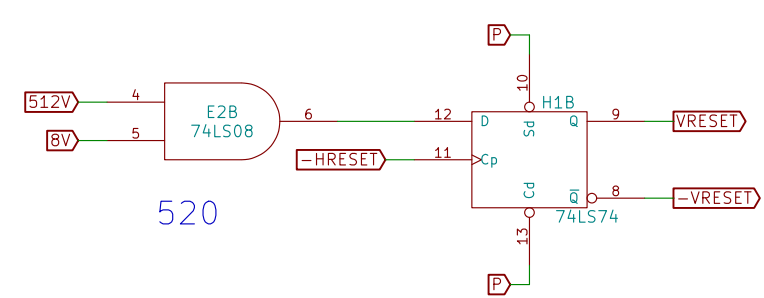 P
10
H1B
512V
4
E2B
74LS08
6
12
D
Sd
Q
9
VRESET
8V
5
-HRESET
11
Cp
Cd
Q
8
-VRESET
520
74LS74
13
P